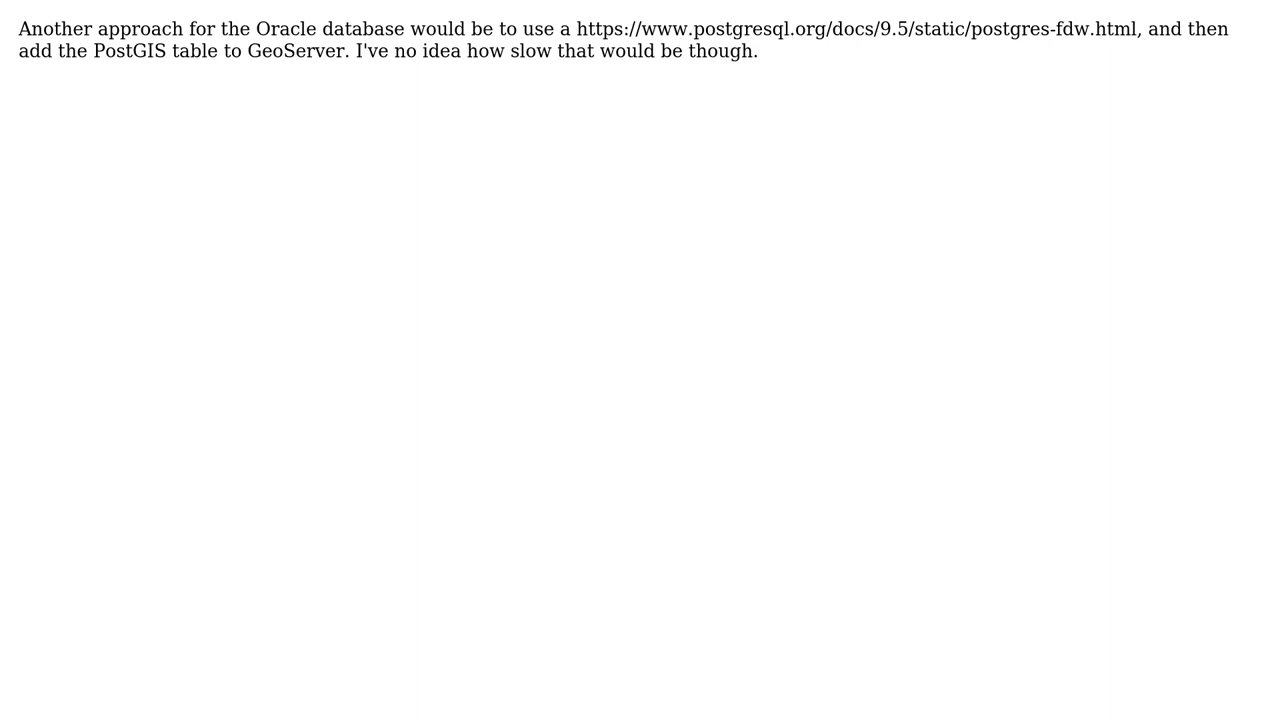 Another approach for the Oracle database would be to use a https://www.postgresql.org/docs/9.5/static/postgres-fdw.html, and then
add the PostGIS table to GeoServer. I've no idea how slow that would be though.